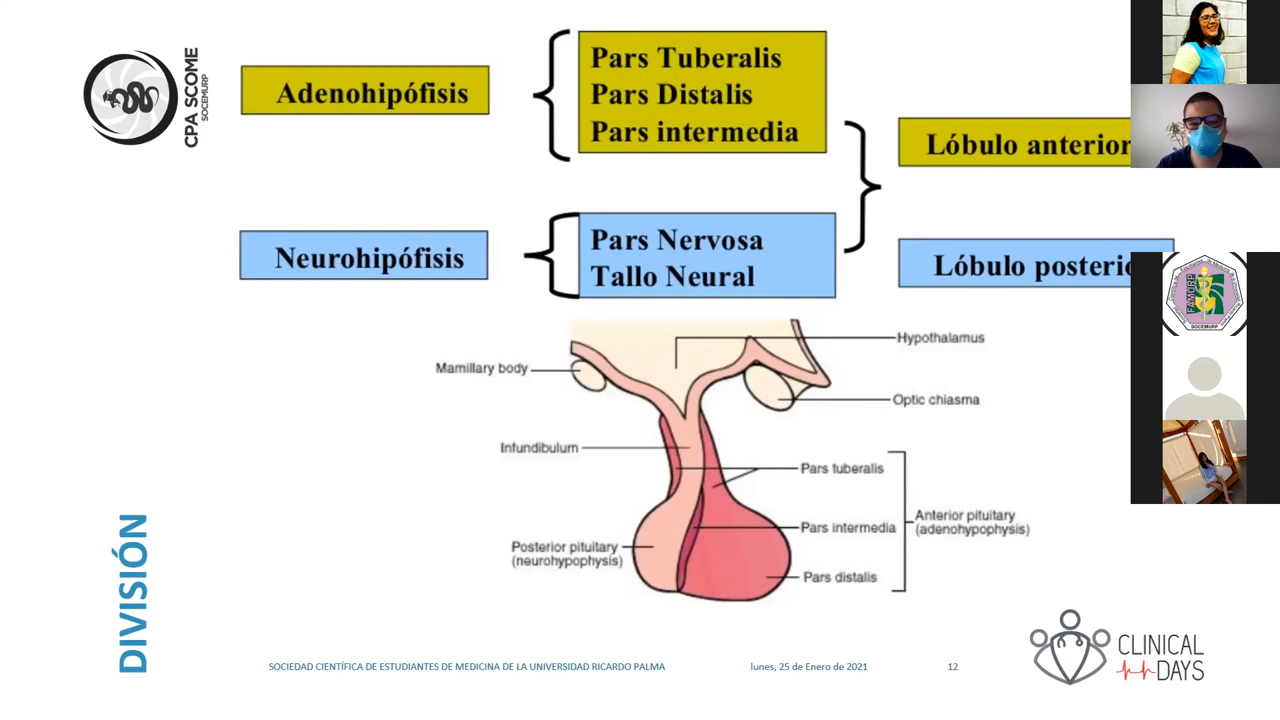 CPA SCOME
SOCEMURP
Adenohipófisis
Pars Tuberalis
Pars Distalis
Pars intermedia
Lóbulo anterior
Neurohipófisis
Pars Nervosa
Tallo Neural
Lóbulo posterio
Hypothalamus
Mamillary body
Optic chiasma
Infundibulum
Pars tuberalis
Pars intermedia
Anterior pituitary
(adenohypophysis)
Posterior pituitary
(neurohypophysis)
Pars distalis
DIVISIÓN
SOCIEDAD CIENTÍFICA DE ESTUDIANTES DE MEDICINA DE LA UNIVERSIDAD RICARDO PALMA
lunes, 25 de Enero de 2021
12
CLINICAL
DAYS
FAMURP
SOCEMURP